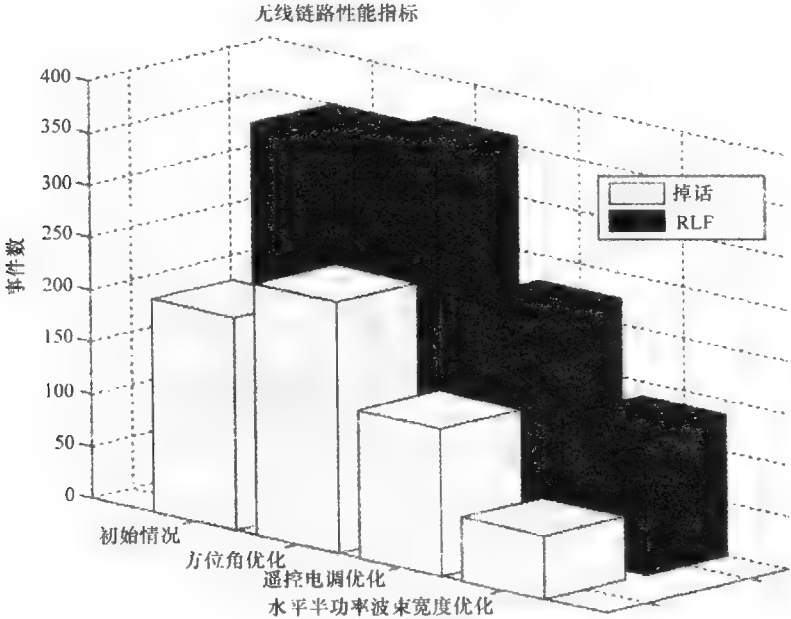 无线链路性能指标
400
350
300
250
200
150
100
50
0
事件数
掉话
RLF
初始情况
方位角优化
遥控电调优化
水平半功率波束宽度优化